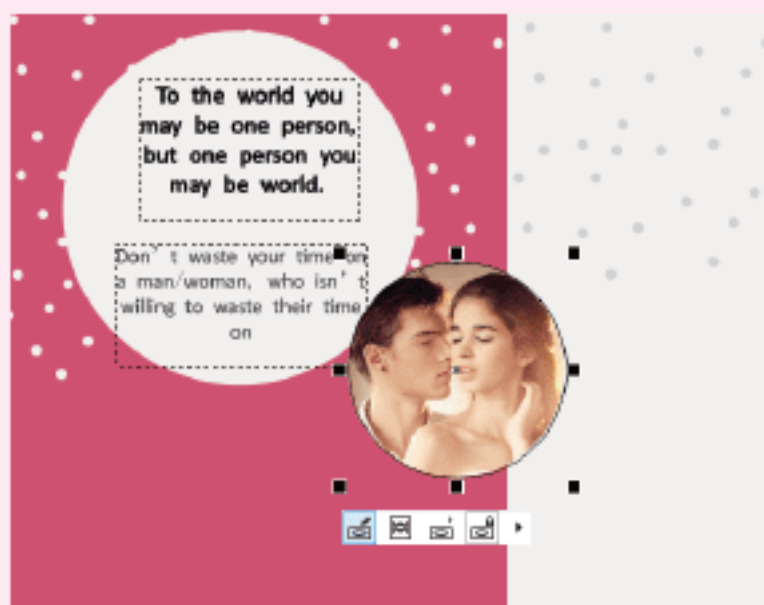 To the world you
may be one person,
but one person you
may be world.
Don’ t waste your time on
a man/woman, who isn’ t
willing to waste their time
on